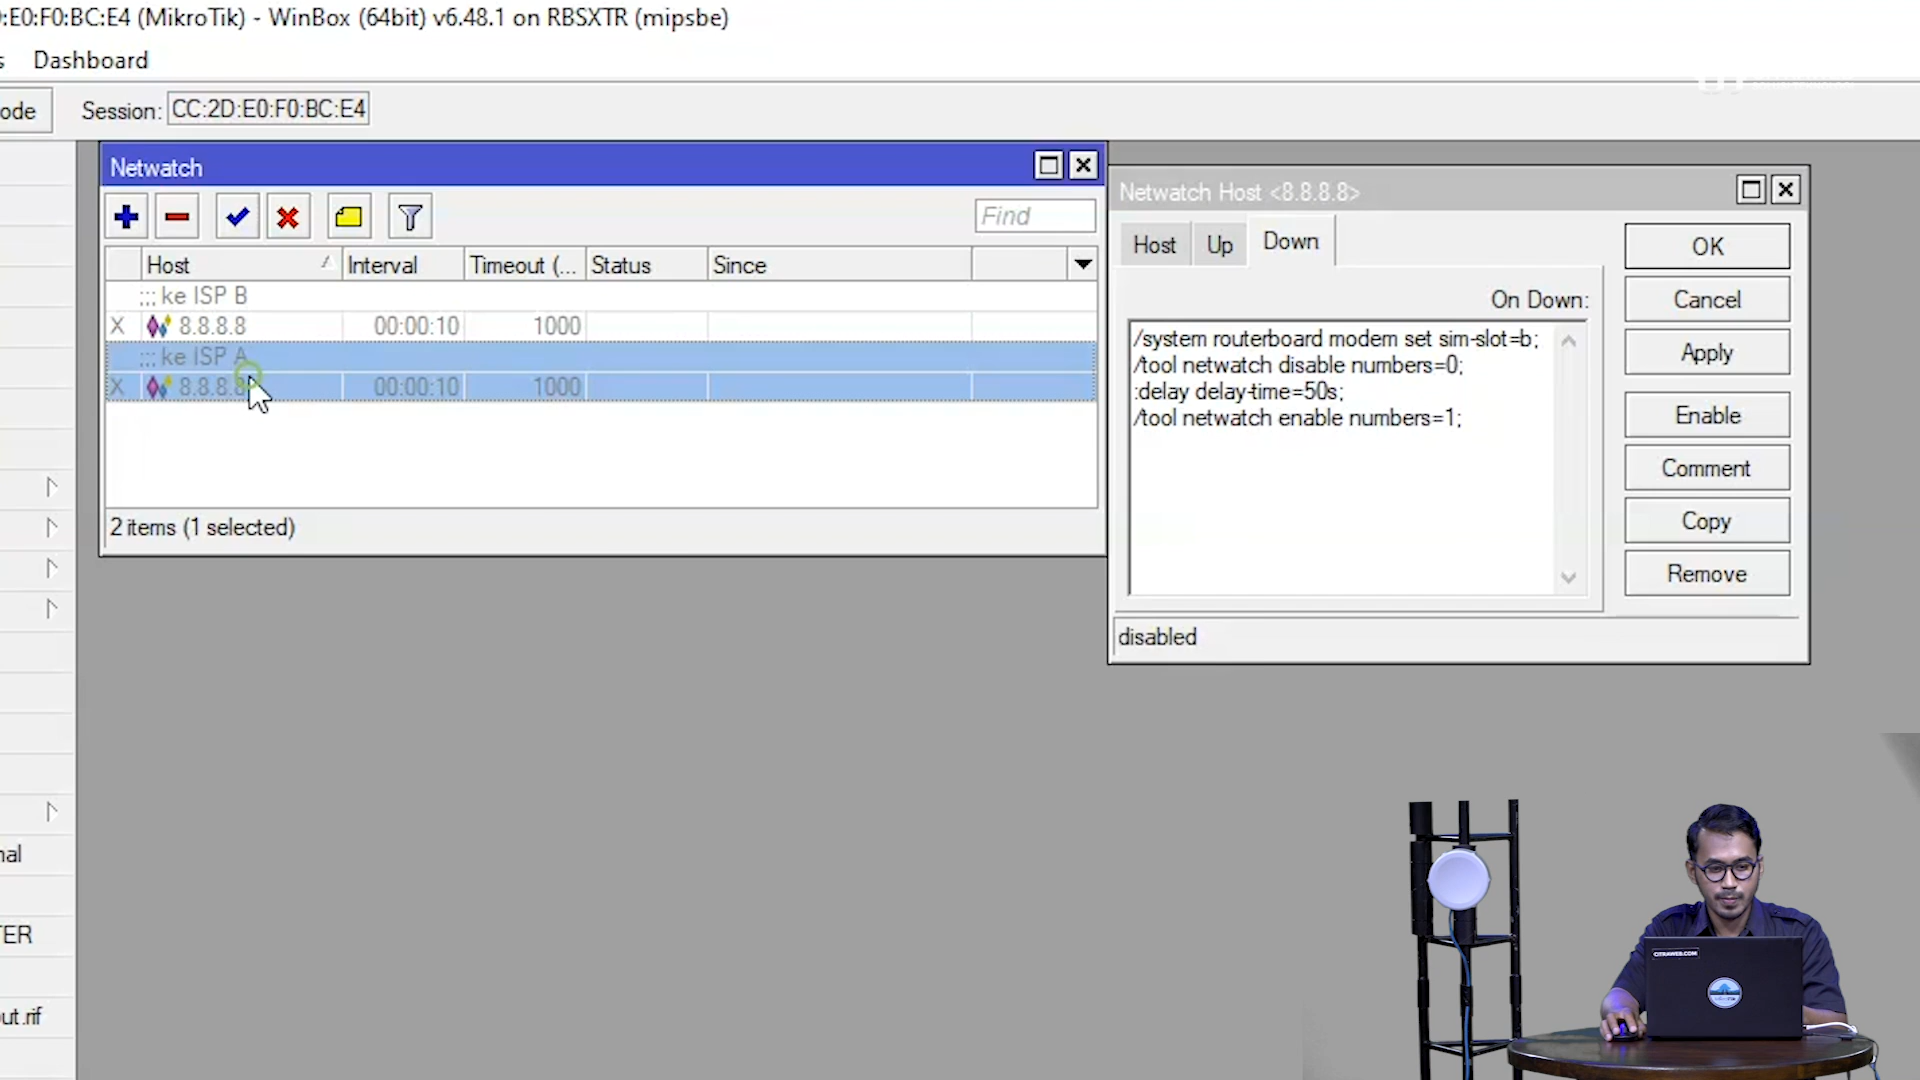 :E0:F0:BC:E4 (MikroTik) - WinBox (64bit) v6.48.1 on RBSXTR (mipsbe)
s Dashboard
ode Session: CC:2D:E0:F0:BC:E4
Netwatch
Find
Host Interval Timeout (... Status Since
;;; ke ISP B
X 8.8.8.8 00:00:10 1000
;;; ke ISP A
X 8.8.8.8 00:00:10 1000
2 items (1 selected)
Netwatch Host <8.8.8.8>
Host Up Down
On Down:
/system routerboard modem set sim-slot=b;
/tool netwatch disable numbers=0;
:delay delay-time=50s;
/tool netwatch enable numbers=1;
OK
Cancel
Apply
Enable
Comment
Copy
Remove
disabled
nal
TER
out.rif
CITRAWEB.COM